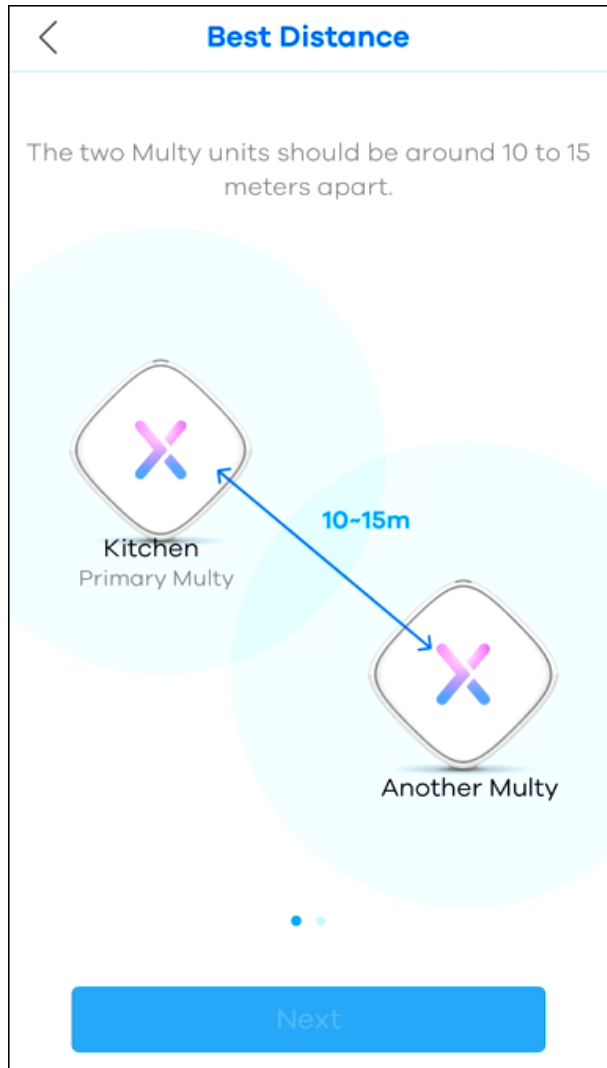 Best Distance
The two Multy units should be around 10 to 15
meters apart.
10~15m
Kitchen
Primary Multy
Another Multy
Next